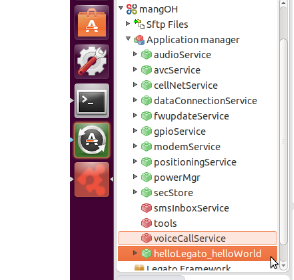 mangOH
Sftp Files
Application manager
audioService
avcService
cellNetService
dataConnectionService
fwupdateService
gpioService
modemService
positioningService
powerMgr
secStore
smsInboxService
tools
voiceCallService
helloLegato_helloWorld
Legato Framework